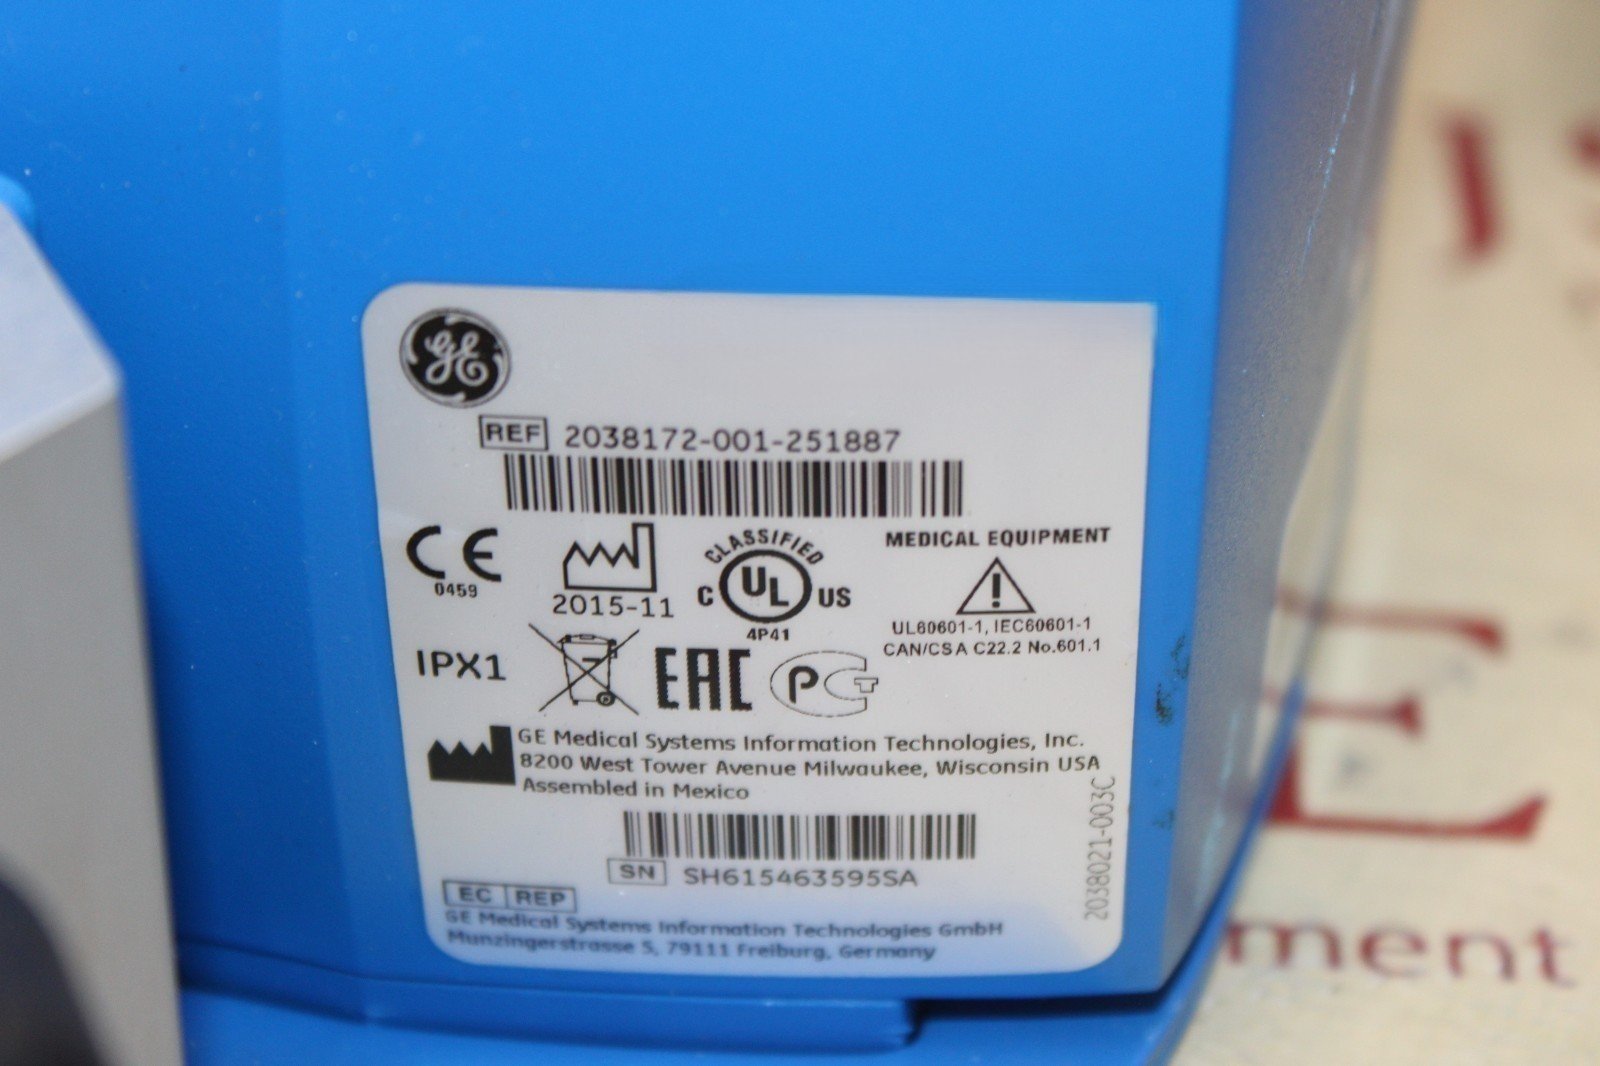 GE
REF 2038172-001-251887
CE
0459
2015-11
CLASSIFIED
C UL US
4P41
MEDICAL EQUIPMENT
UL60601-1, IEC60601-1
CAN/CSA C22.2 No.601.1
IPX1
EAC
PCT
GE Medical Systems Information Technologies, Inc.
8200 West Tower Avenue Milwaukee, Wisconsin USA
Assembled in Mexico
SN SH615463595SA
2038021-003C
EC REP
GE Medical Systems Information Technologies GmbH
Munzingerstrasse 5, 79111 Freiburg, Germany
E
ment